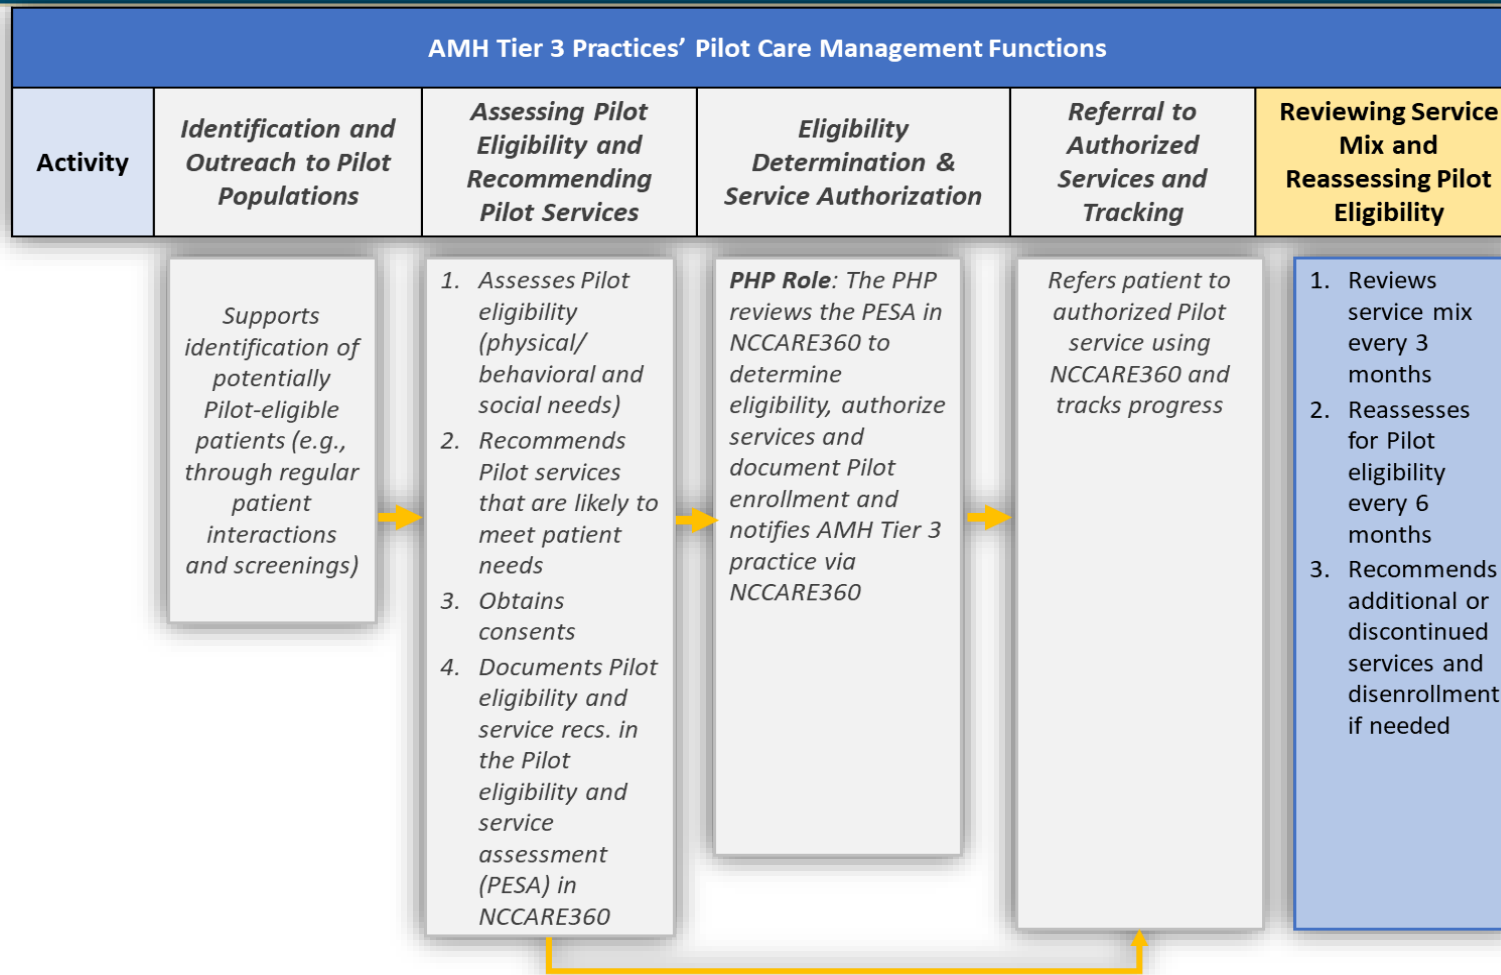 AMH Tier 3 Practices’ Pilot Care Management Functions
Activity
Identification and
Outreach to Pilot
Populations
Assessing Pilot
Eligibility and
Recommending
Pilot Services
Eligibility
Determination &
Service Authorization
Referral to
Authorized
Services and
Tracking
Reviewing Service
Mix and
Reassessing Pilot
Eligibility
Supports
identification of
potentially
Pilot-eligible
patients (e.g.,
through regular
patient
interactions
and screenings)
1. Assesses Pilot
eligibility
(physical/
behavioral and
social needs)
2. Recommends
Pilot services
that are likely to
meet patient
needs
3. Obtains
consents
4. Documents Pilot
eligibility and
service recs. in
the Pilot
eligibility and
service
assessment
(PESA) in
NCCARE360
PHP Role: The PHP
reviews the PESA in
NCCARE360 to
determine
eligibility, authorize
services and
document Pilot
enrollment and
notifies AMH Tier 3
practice via
NCCARE360
Refers patient to
authorized Pilot
service using
NCCARE360 and
tracks progress
1. Reviews
service mix
every 3
months
2. Reassesses
for Pilot
eligibility
every 6
months
3. Recommends
additional or
discontinued
services and
disenrollment
if needed